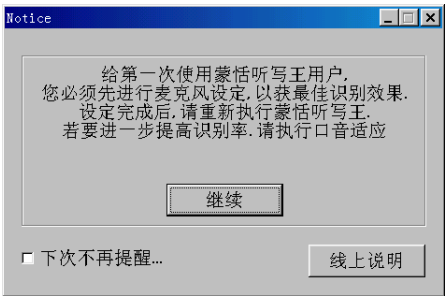 Notice
给第一次使用蒙恬听写王用户,
您必须先进行麦克风设定,以获最佳识别效果.
设定完成后,请重新执行蒙恬听写王.
若要进一步提高识别率.请执行口音适应
继续
下次不再提醒...
线上说明